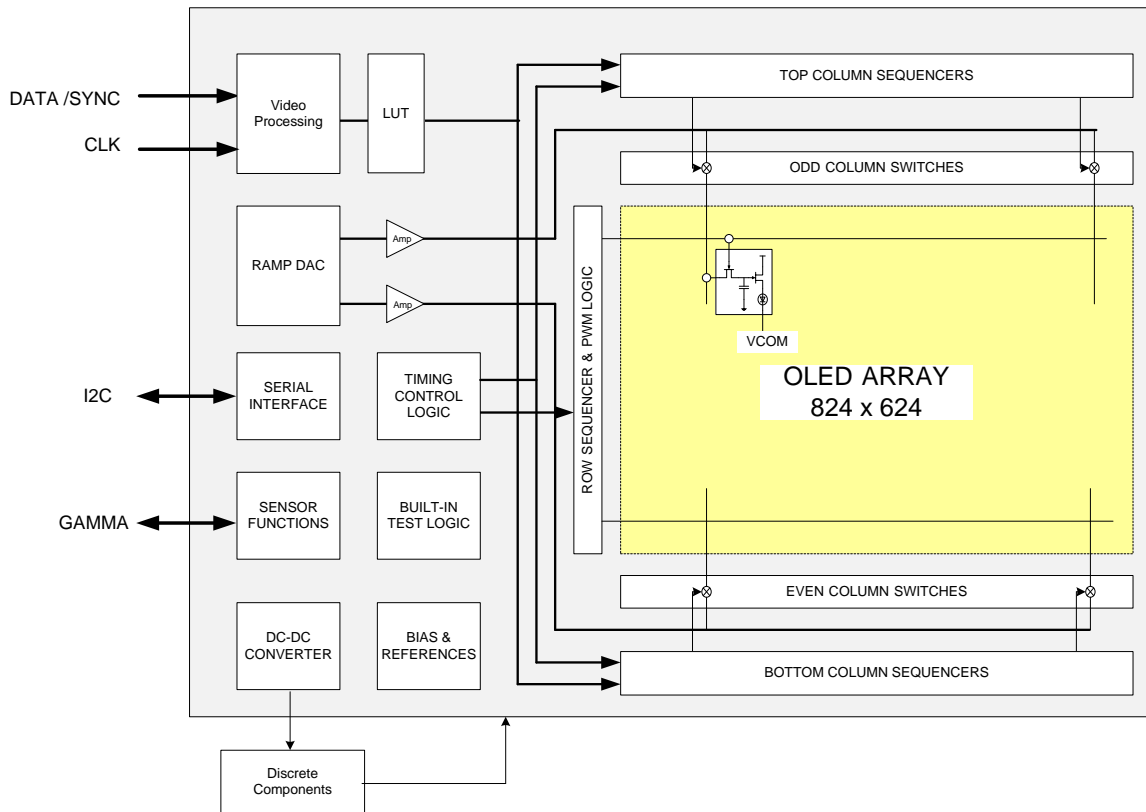 DATA /SYNC
CLK
Video
Processing
LUT
TOP COLUMN SEQUENCERS
ODD COLUMN SWITCHES
RAMP DAC
Amp
Amp
ROW SEQUENCER & PWM LOGIC
VCOM
OLED ARRAY
824 x 624
I2C
SERIAL
INTERFACE
TIMING
CONTROL
LOGIC
GAMMA
SENSOR
FUNCTIONS
BUILT-IN
TEST LOGIC
EVEN COLUMN SWITCHES
DC-DC
CONVERTER
BIAS &
REFERENCES
BOTTOM COLUMN SEQUENCERS
Discrete
Components